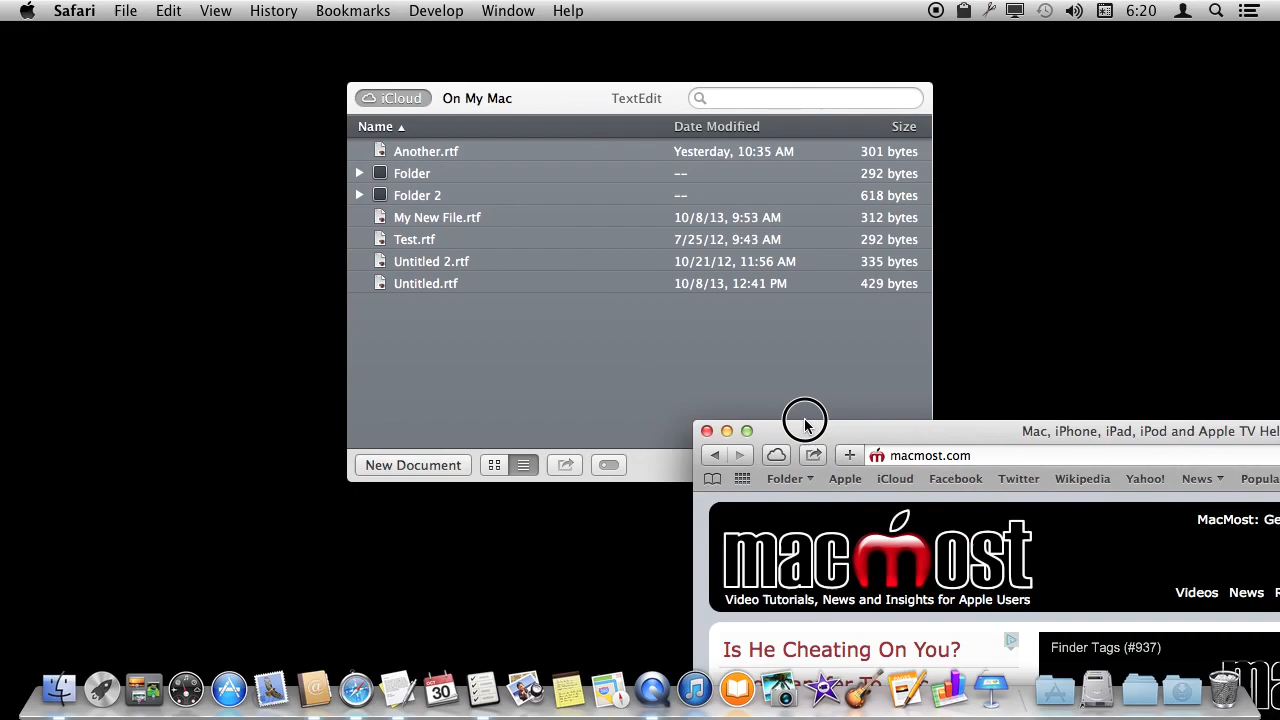 Safari File Edit View History Bookmarks Develop Window Help 6:20
iCloud On My Mac TextEdit
Name Date Modified Size
Another.rtf Yesterday, 10:35 AM 301 bytes
Folder -- 292 bytes
Folder 2 -- 618 bytes
My New File.rtf 10/8/13, 9:53 AM 312 bytes
Test.rtf 7/25/12, 9:43 AM 292 bytes
Untitled 2.rtf 10/21/12, 11:56 AM 335 bytes
Untitled.rtf 10/8/13, 12:41 PM 429 bytes
New Document
Mac, iPhone, iPad, iPod and Apple TV Hel
macmost.com
Folder Apple iCloud Facebook Twitter Wikipedia Yahoo! News Popula
MacMost: Ge
macmost
Videos News R
Video Tutorials, News and Insights for Apple Users
Is He Cheating On You?
Finder Tags (#937)
OCT
30